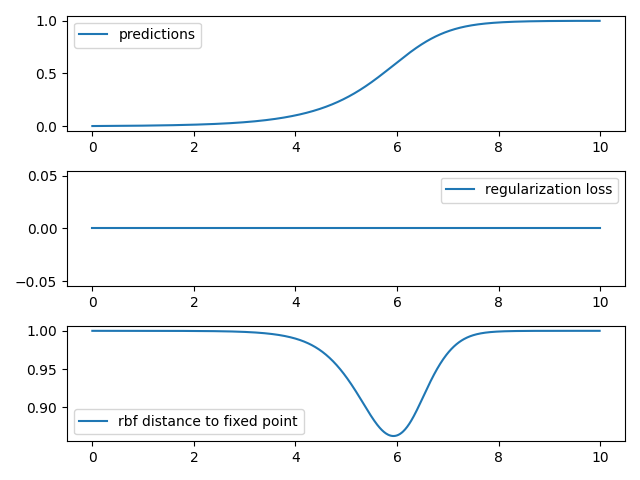 1.0
predictions
0.5
0.0
0 2 4 6 8 10
0.05
regularization loss
0.00
−0.05
0 2 4 6 8 10
1.00
0.95
0.90
rbf distance to fixed point
0 2 4 6 8 10